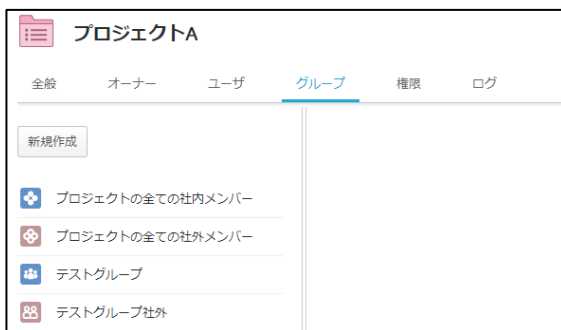 プロジェクトA
全般 オーナー ユーザ グループ 権限 ログ
新規作成
プロジェクトの全ての社内メンバー
プロジェクトの全ての社外メンバー
テストグループ
テストグループ社外